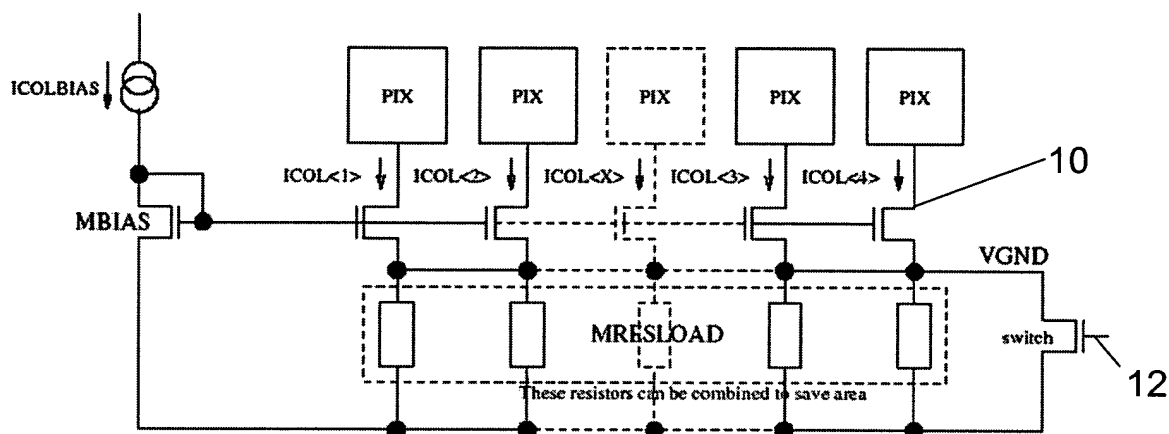 ICOLBIAS
PIX PIX PIX PIX PIX
ICOL<1> ICOL<2> ICOL<X> ICOL<3> ICOL<4>
10
MBIAS
VGND
MRESLOAD
switch
12
These resistors can be combined to save area